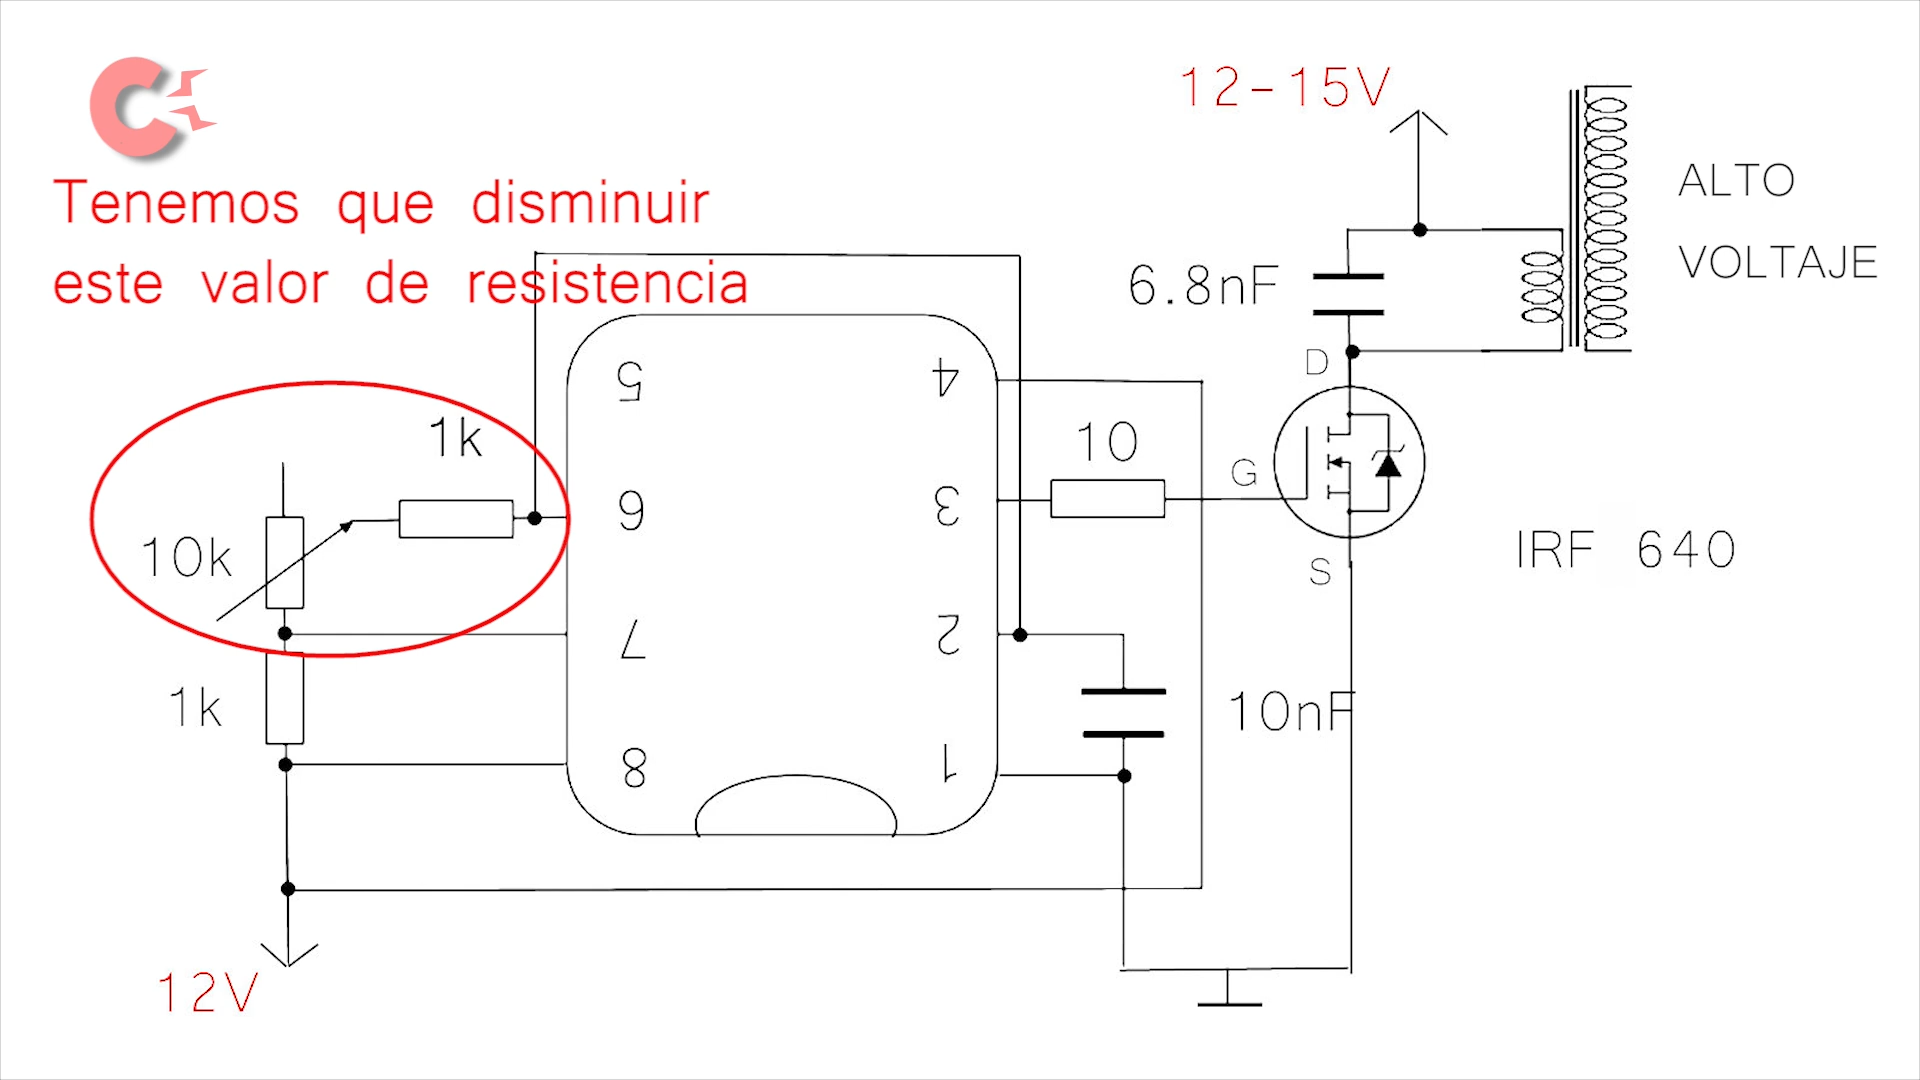 12-15V
Tenemos que disminuir
este valor de resistencia
ALTO
VOLTAJE
6.8nF
D
5
4
1k
10
G
6
3
10k
IRF 640
S
7
2
1k
10nF
8
1
12V